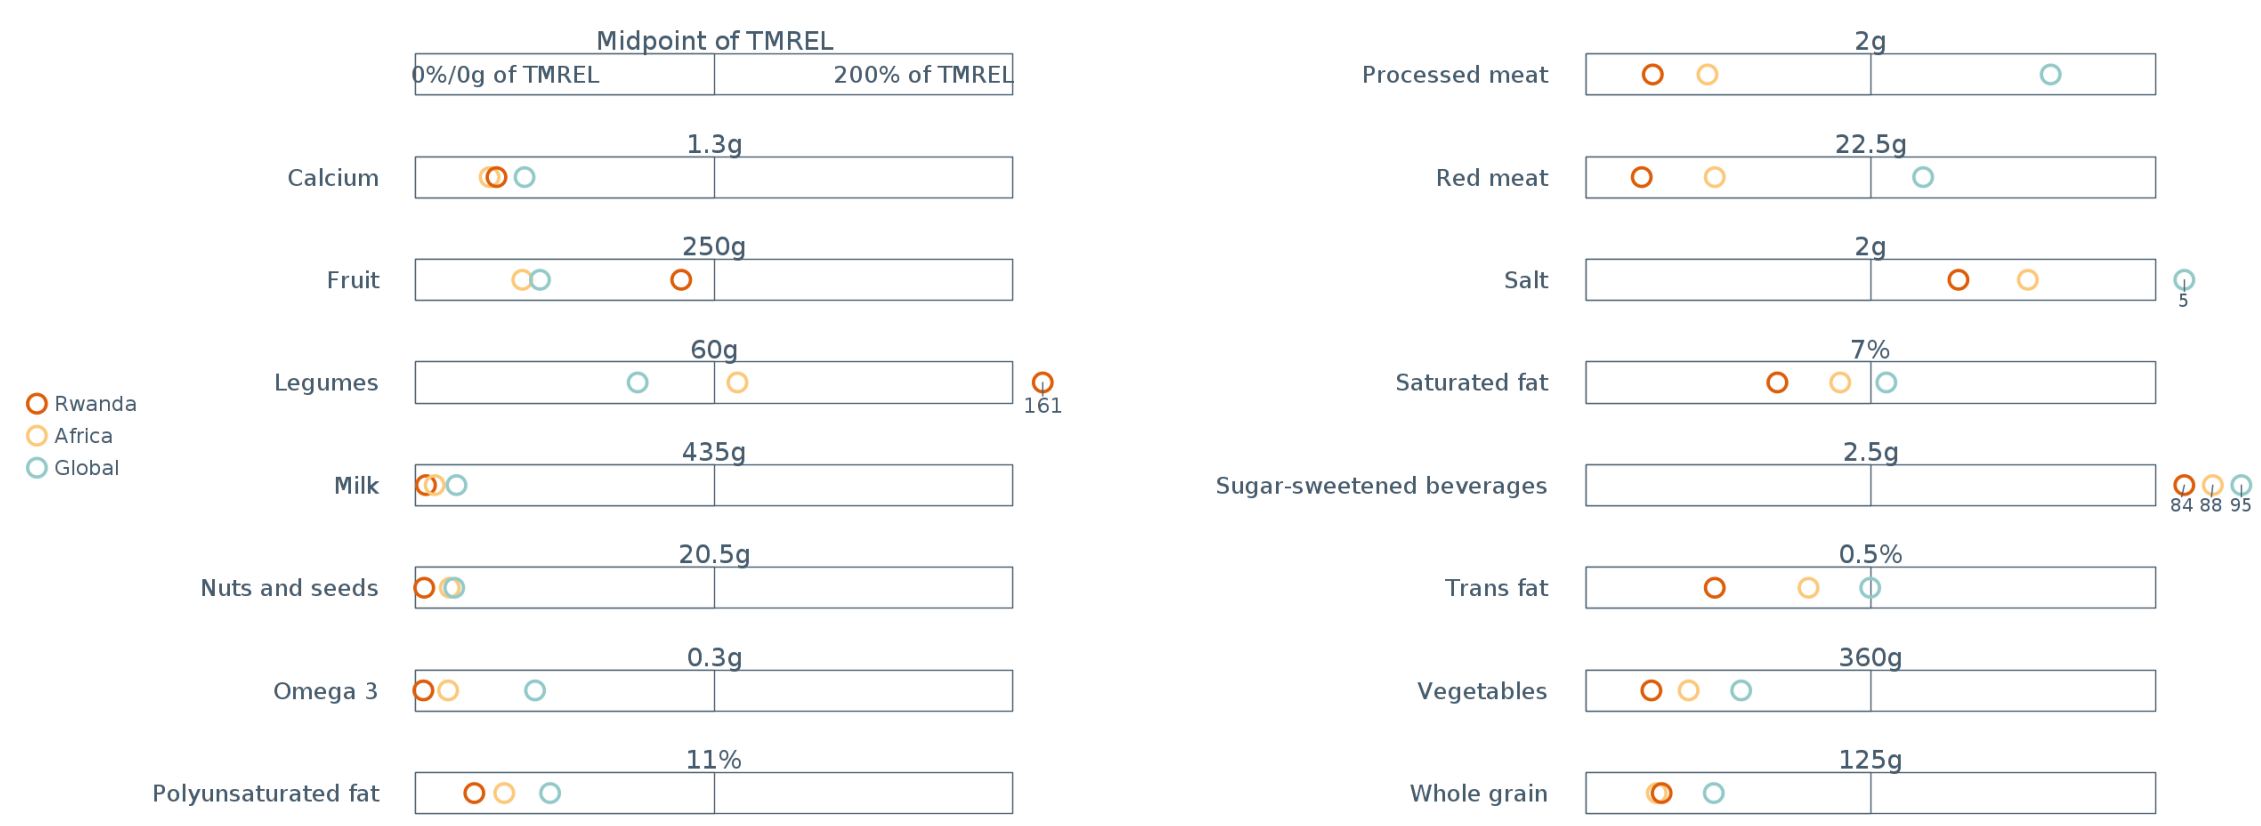 Midpoint of TMREL
0%/0g of TMREL
200% of TMREL
1.3g
Calcium
250g
Fruit
60g
Legumes
161
435g
Milk
20.5g
Nuts and seeds
0.3g
Omega 3
11%
Polyunsaturated fat
Rwanda
Africa
Global
2g
Processed meat
22.5g
Red meat
2g
Salt
5
7%
Saturated fat
2.5g
Sugar-sweetened beverages
84 88 95
0.5%
Trans fat
360g
Vegetables
125g
Whole grain